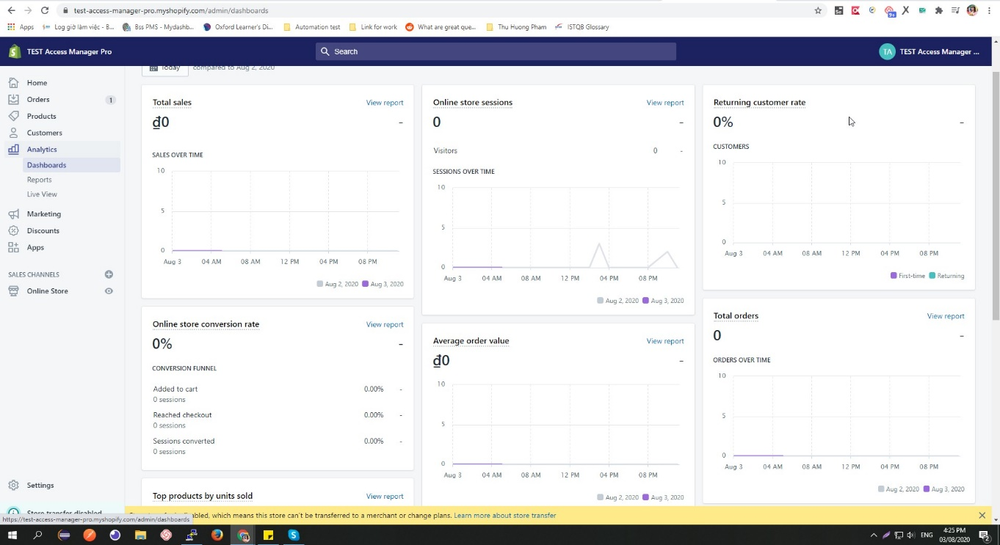 test-access-manager-pro.myshopify.com/admin/dashboards
Se
9+
Apps
Log giờ làm việc - B...
Bss PMS - Mydashb...
Oxford Learner's Di...
Automation test
Link for work
What are great que...
Thu Huong Pham
ISTQB Glossary
TEST Access Manager Pro
Search
TA
TEST Access Manager ...
Home
Orders
1
Products
Customers
Analytics
Dashboards
Reports
Live View
Marketing
Discounts
Apps
SALES CHANNELS
Online Store
Settings
Today
compared to Aug 2, 2020
Total sales
View report
₫0
-
SALES OVER TIME
10
5
0
Aug 3 04 AM 08 AM 12 PM 04 PM 08 PM
Aug 2, 2020 Aug 3, 2020
Online store conversion rate
View report
0%
-
CONVERSION FUNNEL
Added to cart 0.00% -
0 sessions
Reached checkout 0.00% -
0 sessions
Sessions converted 0.00% -
0 sessions
Top products by units sold
View report
Online store sessions
View report
0
-
Visitors 0 -
SESSIONS OVER TIME
10
5
0
Aug 3 04 AM 08 AM 12 PM 04 PM 08 PM
Aug 2, 2020 Aug 3, 2020
Average order value
View report
₫0
-
10
5
0
Aug 3 04 AM 08 AM 12 PM 04 PM 08 PM
Aug 2, 2020 Aug 3, 2020
Returning customer rate
0%
-
CUSTOMERS
10
5
0
Aug 3 04 AM 08 AM 12 PM 04 PM 08 PM
First-time Returning
Total orders
View report
0
-
ORDERS OVER TIME
10
5
0
Aug 3 04 AM 08 AM 12 PM 04 PM 08 PM
Aug 2, 2020 Aug 3, 2020
Store transfer disabled
abled, which means this store can't be transferred to a merchant or change plans. Learn more about store transfer
https://test-access-manager-pro.myshopify.com/admin/dashboards
ENG
4:25 PM
03/08/2020
2